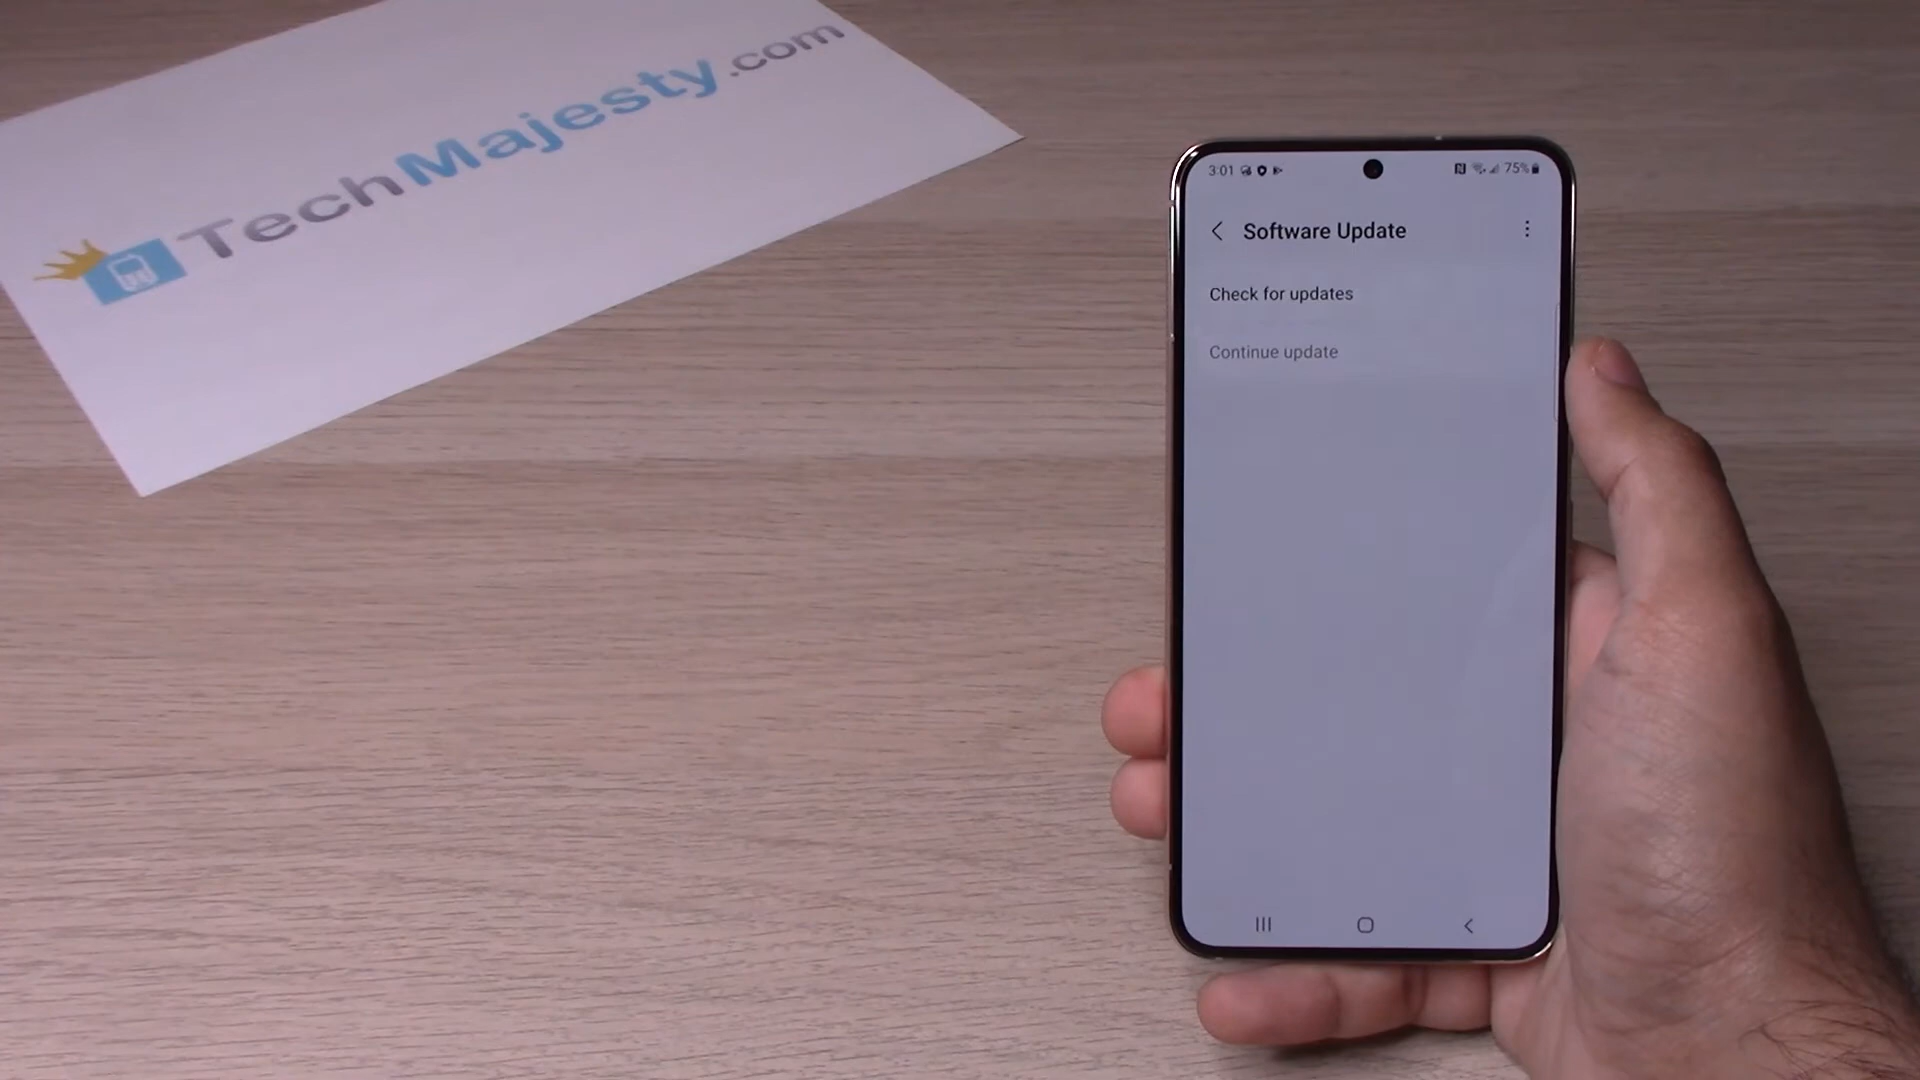 TechMajesty.com
3:01
75%
Software Update
Check for updates
Continue update